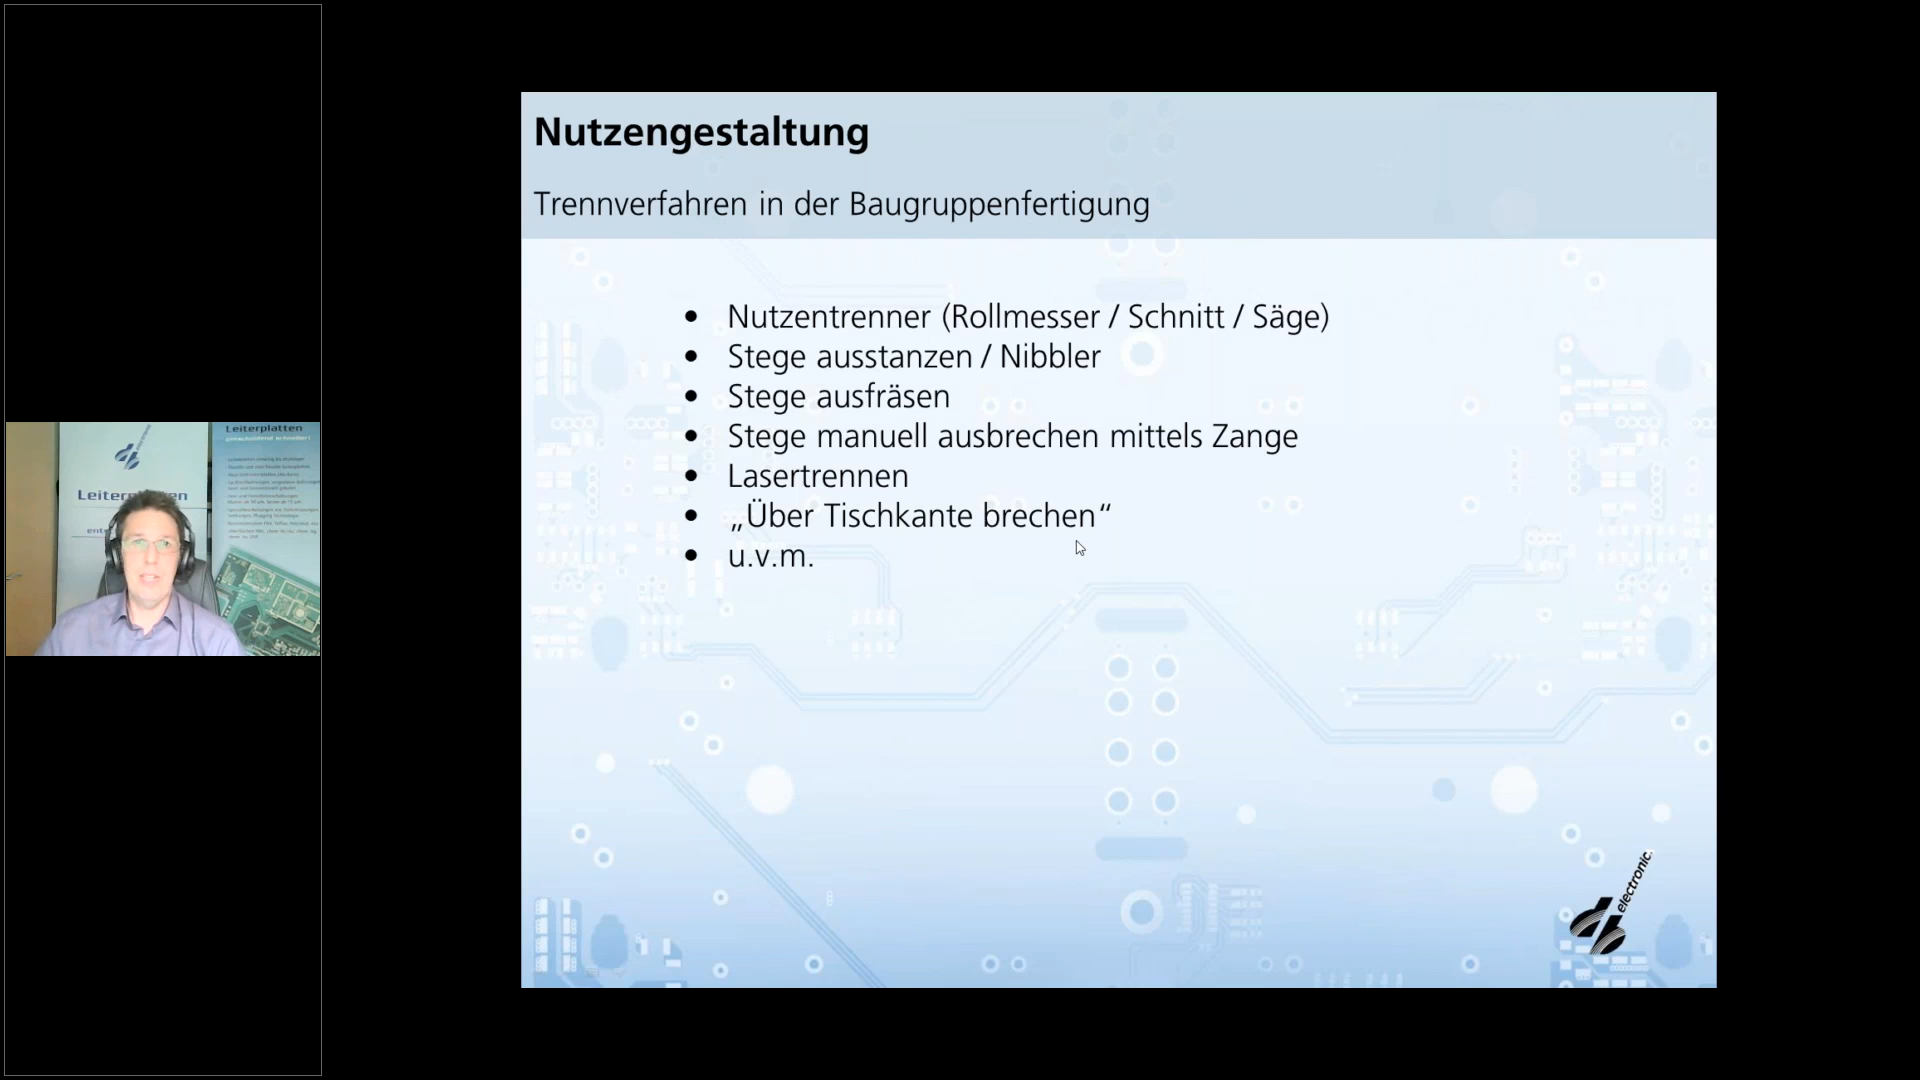 Leiterplatten
Leiterplatten
Nutzengestaltung
Trennverfahren in der Baugruppenfertigung
• Nutzentrenner (Rollmesser / Schnitt / Säge)
• Stege ausstanzen / Nibbler
• Stege ausfräsen
• Stege manuell ausbrechen mittels Zange
• Lasertrennen
• „Über Tischkante brechen“
• u.v.m.
electronic.